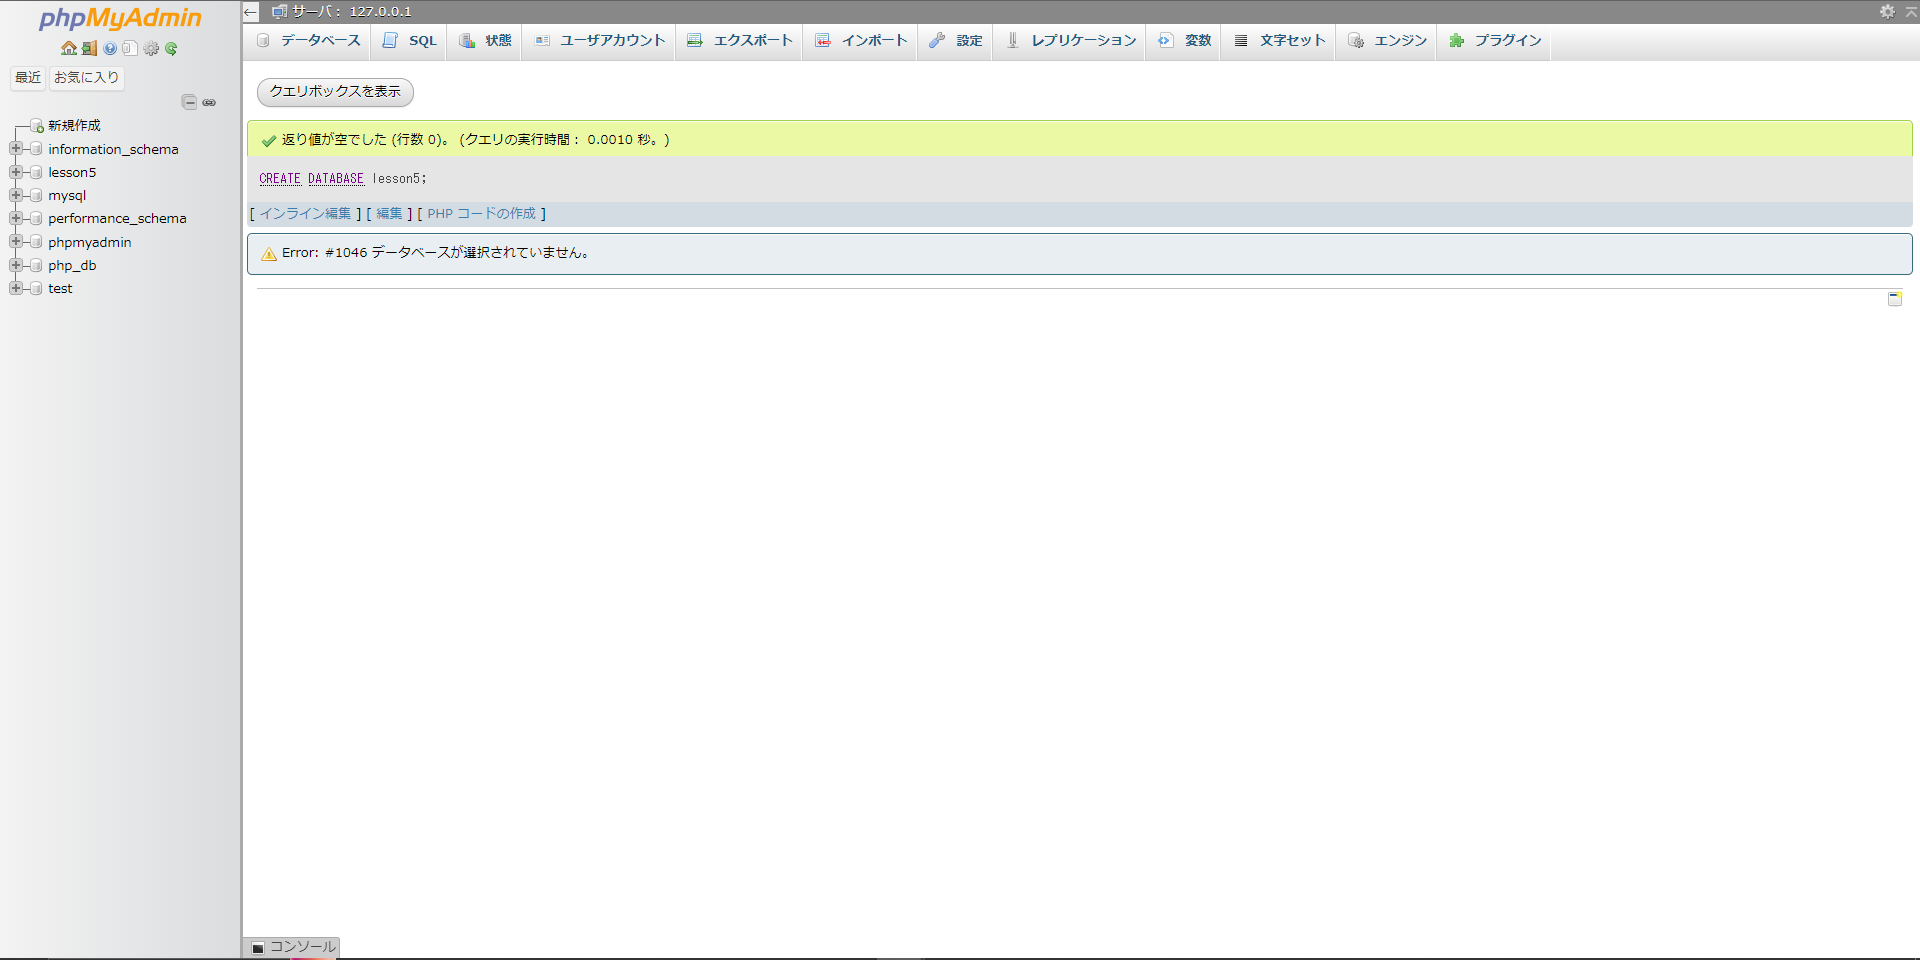 phpMyAdmin
最近 お気に入り
新規作成
information_schema
lesson5
mysql
performance_schema
phpmyadmin
php_db
test
サーバ： 127.0.0.1
データベース SQL 状態 ユーザアカウント エクスポート インポート 設定 レプリケーション 変数 文字セット エンジン プラグイン
クエリボックスを表示
返り値が空でした (行数 0)。 (クエリの実行時間： 0.0010 秒。)
CREATE DATABASE lesson5;
[ インライン編集 ] [ 編集 ] [ PHP コードの作成 ]
Error: #1046 データベースが選択されていません。
コンソール